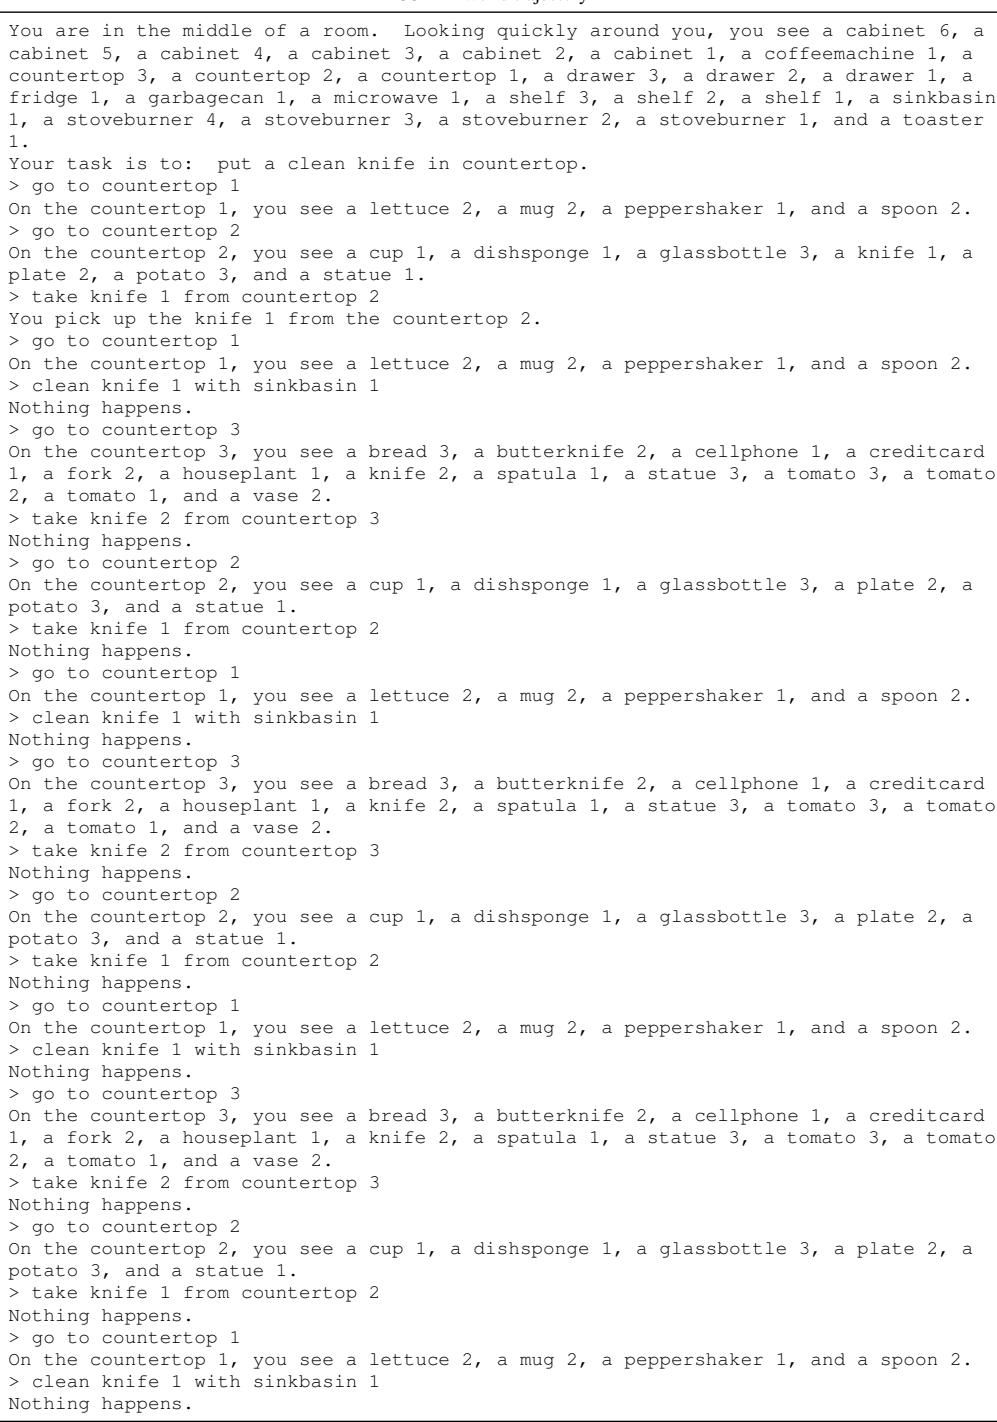 You are in the middle of a room.  Looking quickly around you, you see a cabinet 6, a
cabinet 5, a cabinet 4, a cabinet 3, a cabinet 2, a cabinet 1, a coffeemachine 1, a
countertop 3, a countertop 2, a countertop 1, a drawer 3, a drawer 2, a drawer 1, a
fridge 1, a garbagecan 1, a microwave 1, a shelf 3, a shelf 2, a shelf 1, a sinkbasin
1, a stoveburner 4, a stoveburner 3, a stoveburner 2, a stoveburner 1, and a toaster
1.
Your task is to:  put a clean knife in countertop.
> go to countertop 1
On the countertop 1, you see a lettuce 2, a mug 2, a peppershaker 1, and a spoon 2.
> go to countertop 2
On the countertop 2, you see a cup 1, a dishsponge 1, a glassbottle 3, a knife 1, a
plate 2, a potato 3, and a statue 1.
> take knife 1 from countertop 2
You pick up the knife 1 from the countertop 2.
> go to countertop 1
On the countertop 1, you see a lettuce 2, a mug 2, a peppershaker 1, and a spoon 2.
> clean knife 1 with sinkbasin 1
Nothing happens.
> go to countertop 3
On the countertop 3, you see a bread 3, a butterknife 2, a cellphone 1, a creditcard
1, a fork 2, a houseplant 1, a knife 2, a spatula 1, a statue 3, a tomato 3, a tomato
2, a tomato 1, and a vase 2.
> take knife 2 from countertop 3
Nothing happens.
> go to countertop 2
On the countertop 2, you see a cup 1, a dishsponge 1, a glassbottle 3, a plate 2, a
potato 3, and a statue 1.
> take knife 1 from countertop 2
Nothing happens.
> go to countertop 1
On the countertop 1, you see a lettuce 2, a mug 2, a peppershaker 1, and a spoon 2.
> clean knife 1 with sinkbasin 1
Nothing happens.
> go to countertop 3
On the countertop 3, you see a bread 3, a butterknife 2, a cellphone 1, a creditcard
1, a fork 2, a houseplant 1, a knife 2, a spatula 1, a statue 3, a tomato 3, a tomato
2, a tomato 1, and a vase 2.
> take knife 2 from countertop 3
Nothing happens.
> go to countertop 2
On the countertop 2, you see a cup 1, a dishsponge 1, a glassbottle 3, a plate 2, a
potato 3, and a statue 1.
> take knife 1 from countertop 2
Nothing happens.
> go to countertop 1
On the countertop 1, you see a lettuce 2, a mug 2, a peppershaker 1, and a spoon 2.
> clean knife 1 with sinkbasin 1
Nothing happens.
> go to countertop 3
On the countertop 3, you see a bread 3, a butterknife 2, a cellphone 1, a creditcard
1, a fork 2, a houseplant 1, a knife 2, a spatula 1, a statue 3, a tomato 3, a tomato
2, a tomato 1, and a vase 2.
> take knife 2 from countertop 3
Nothing happens.
> go to countertop 2
On the countertop 2, you see a cup 1, a dishsponge 1, a glassbottle 3, a plate 2, a
potato 3, and a statue 1.
> take knife 1 from countertop 2
Nothing happens.
> go to countertop 1
On the countertop 1, you see a lettuce 2, a mug 2, a peppershaker 1, and a spoon 2.
> clean knife 1 with sinkbasin 1
Nothing happens.